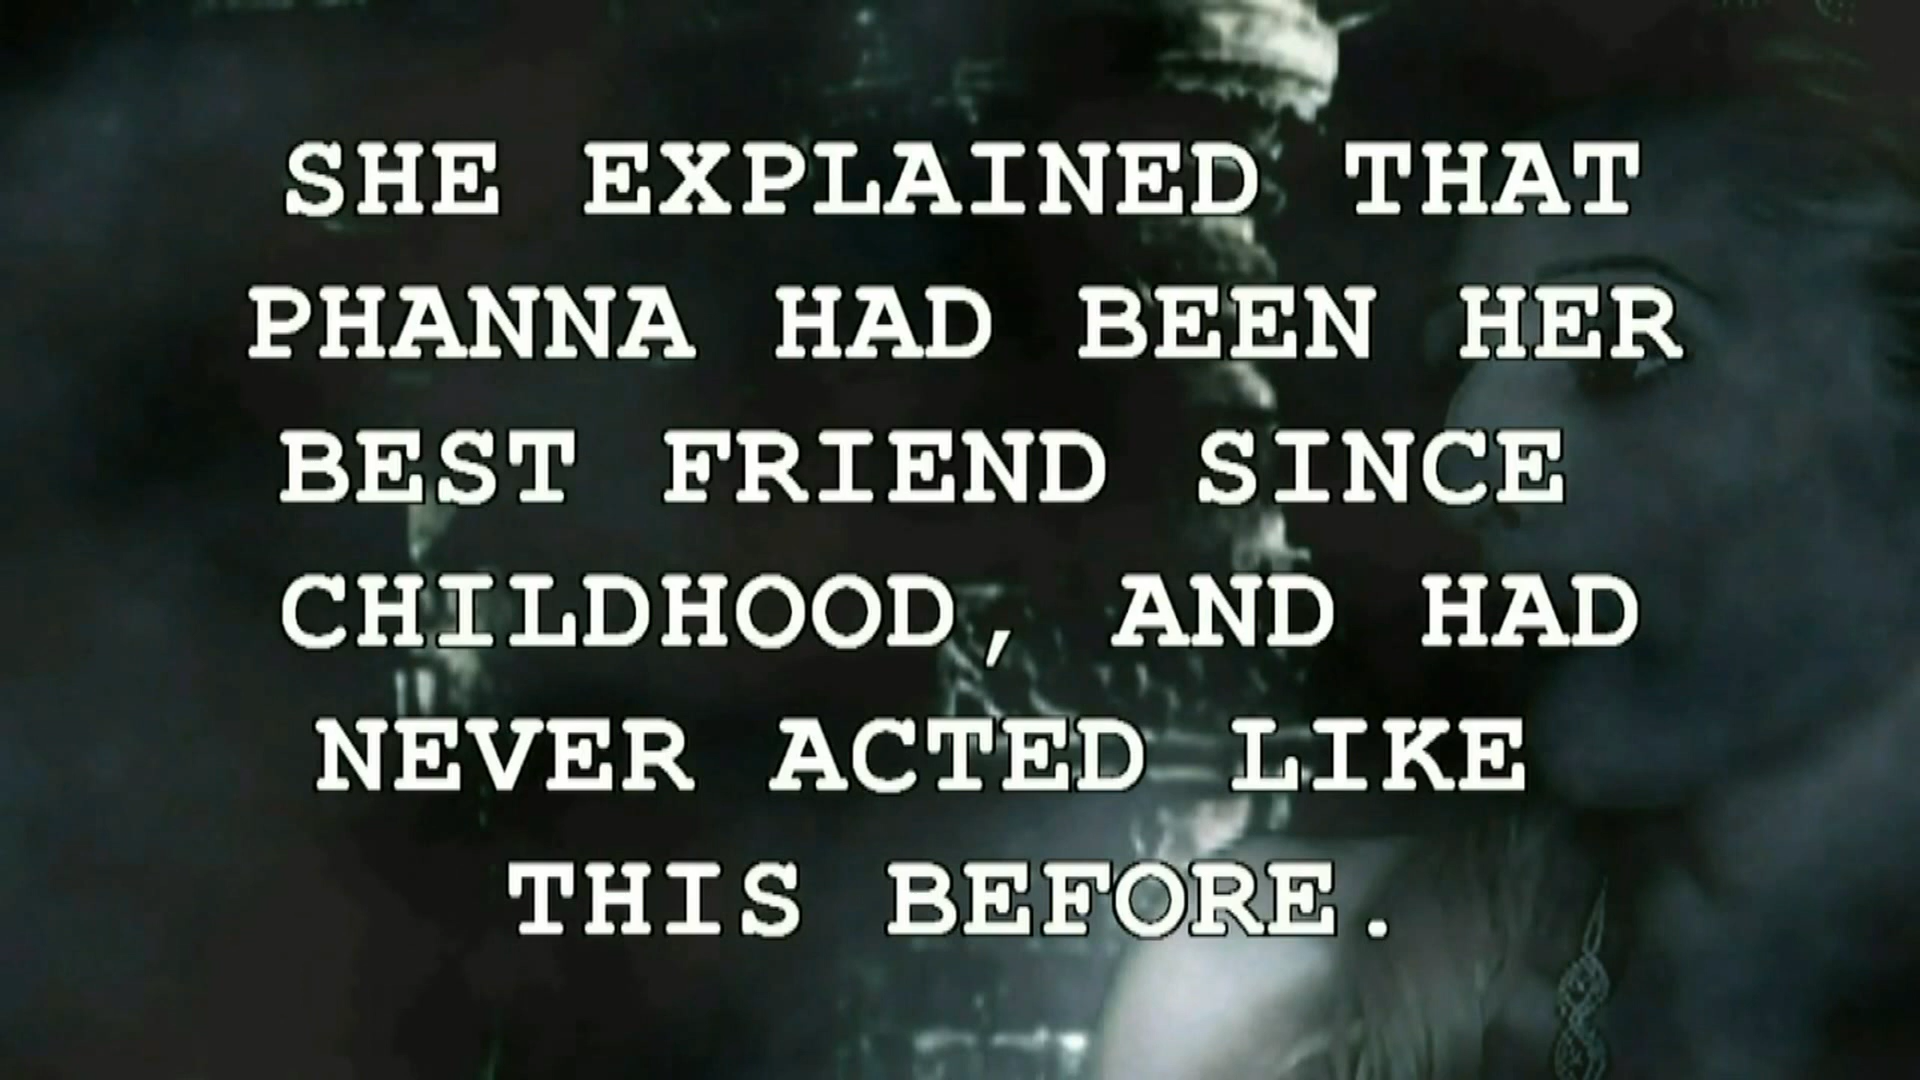 SHE EXPLAINED THAT
PHANNA HAD BEEN HER
BEST FRIEND SINCE
CHILDHOOD, AND HAD
NEVER ACTED LIKE
THIS BEFORE.